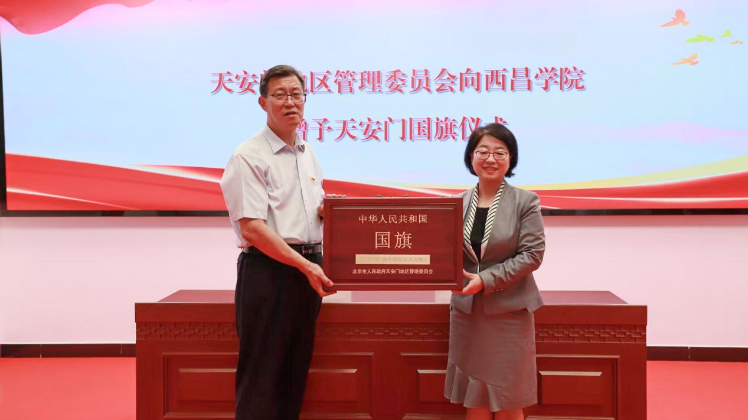 天安 区管理委员会向西昌学院
予天安门国旗仪式
中华人民共和国
国旗
北京市人民政府天安门地区管理委员会